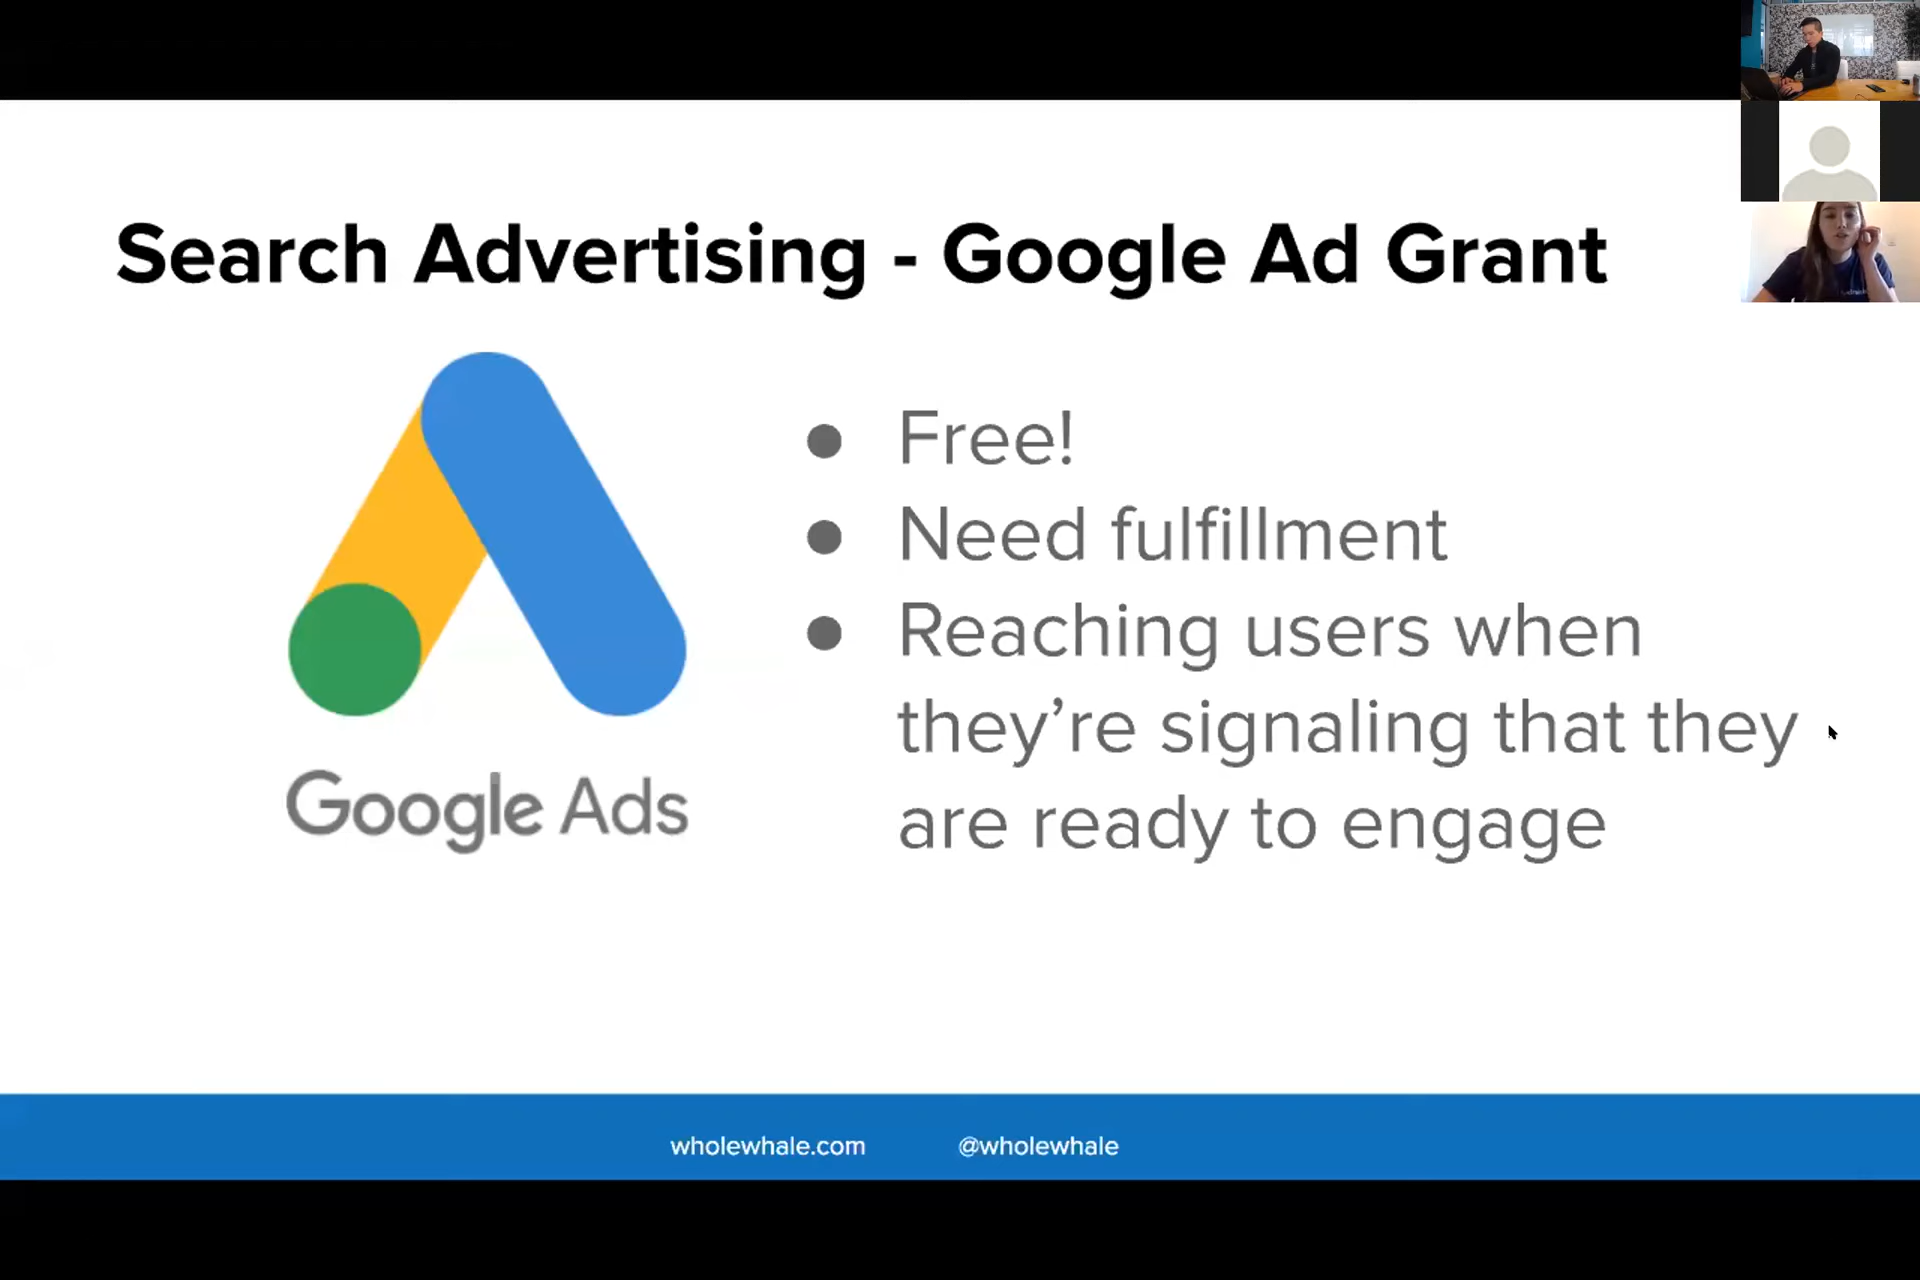 Search Advertising - Google Ad Grant
● Free!
● Need fulfillment
● Reaching users when
they’re signaling that they
are ready to engage
Google Ads
wholewhale.com @wholewhale